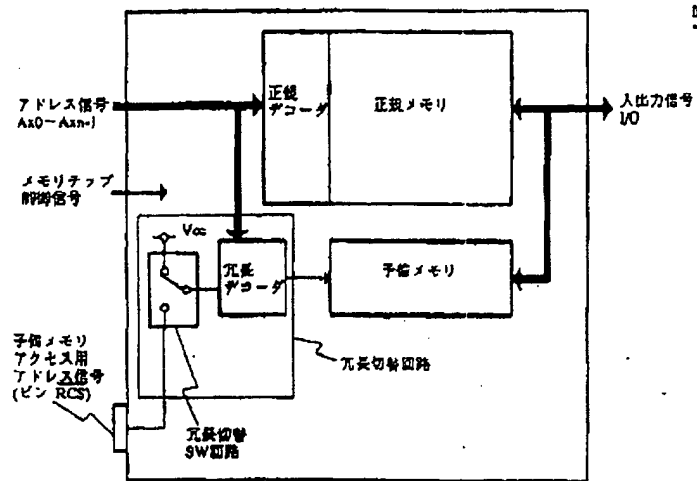 アドレス信号
Ax0～Axn-1
正規
デコーダ
正規メモリ
入出力信号
I/O
メモリチップ
制御信号
Vcc
冗長
デコーダ
予備メモリ
予備メモリ
アクセス用
アドレス信号
(ピン RCS)
冗長切替
SW回路
冗長切替回路